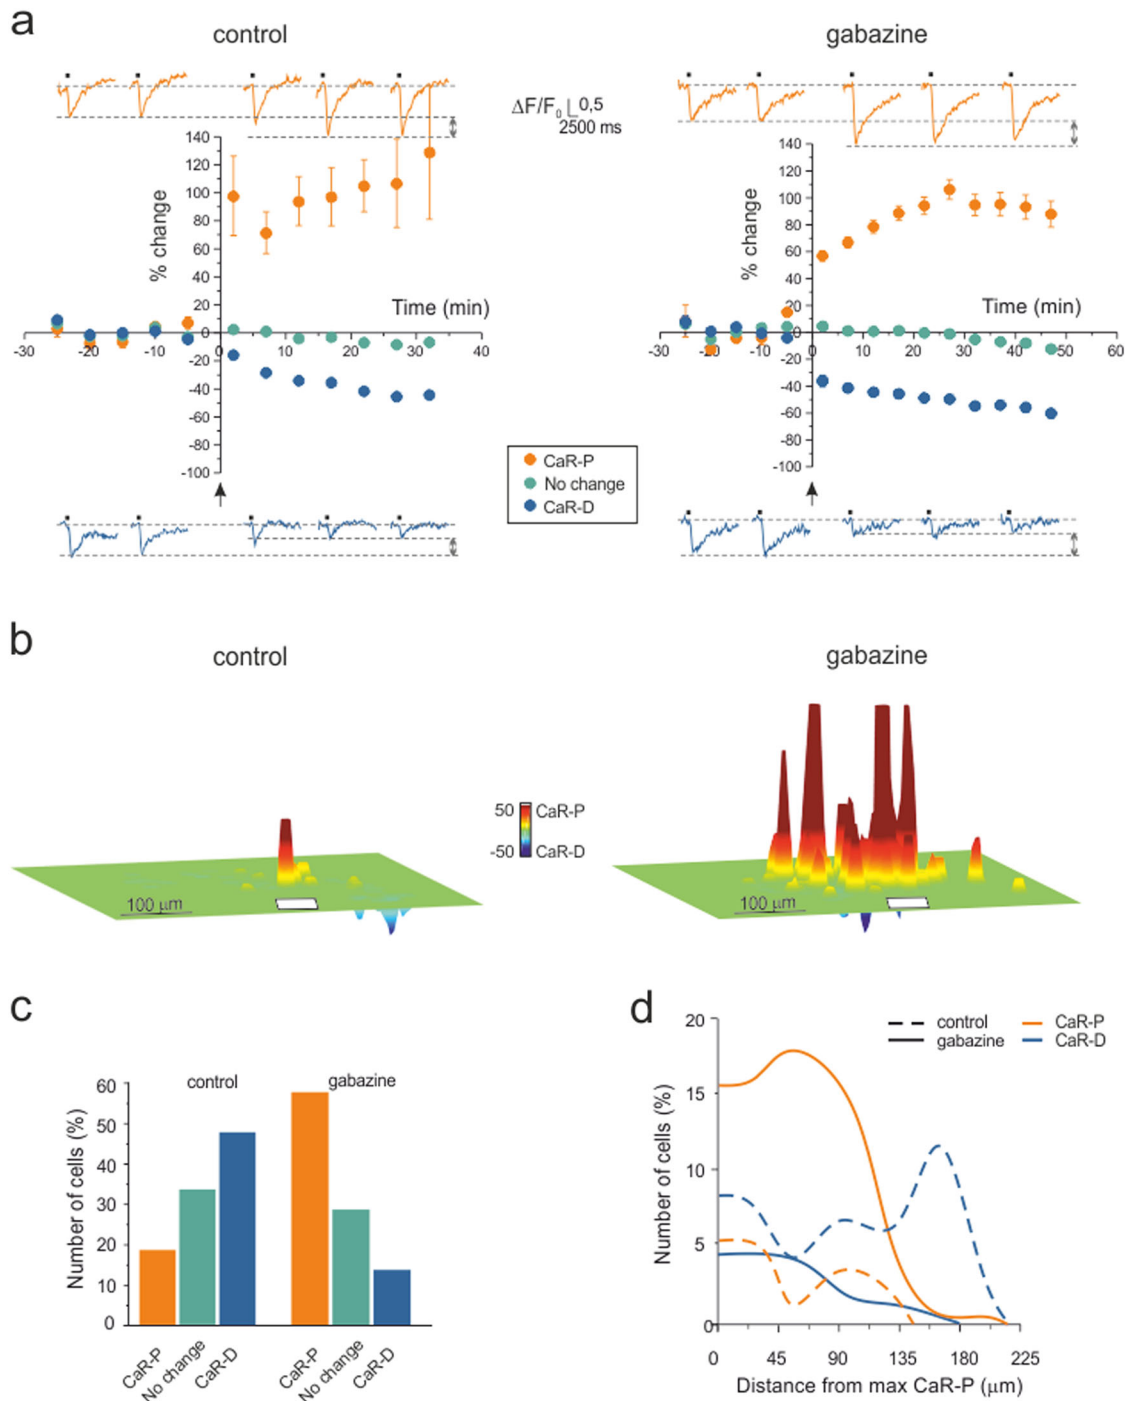 a
control
gabazine
ΔF/F0 0,5
2500 ms
140
120
100
80
60
40
20
0
-20
-40
-60
-80
-100
% change
Time (min)
-30 -20 -10 10 20 30 40
140
120
100
80
60
40
20
0
-20
-40
-60
-80
-100
% change
Time (min)
-30 -20 -10 0 10 20 30 40 50 60
CaR-P
No change
CaR-D
b
control
gabazine
50 CaR-P
-50 CaR-D
100 µm
100 µm
c
control gabazine
60
50
40
30
20
10
0
Number of cells (%)
CaR-P No change CaR-D CaR-P No change CaR-D
d
control CaR-P
gabazine CaR-D
20
15
10
5
0
Number of cells (%)
0 45 90 135 180 225
Distance from max CaR-P (µm)